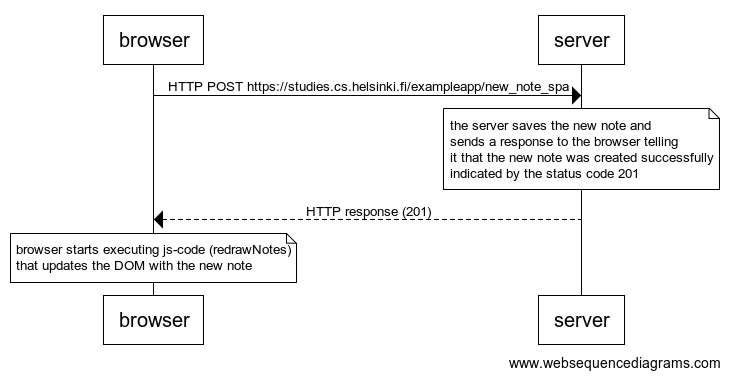 browser
server
HTTP POST https://studies.cs.helsinki.fi/exampleapp/new_note_spa
the server saves the new note and
sends a response to the browser telling
it that the new note was created successfully
indicated by the status code 201
HTTP response (201)
browser starts executing js-code (redrawNotes)
that updates the DOM with the new note
browser
server
www.websequencediagrams.com